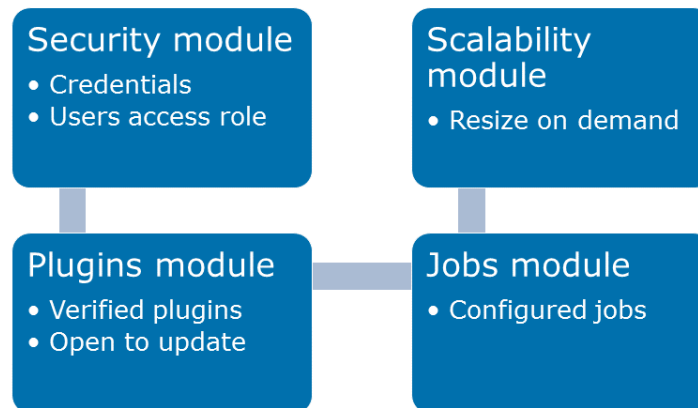 Security module
• Credentials
• Users access role
Scalability
module
• Resize on demand
Plugins module
• Verified plugins
• Open to update
Jobs module
• Configured jobs